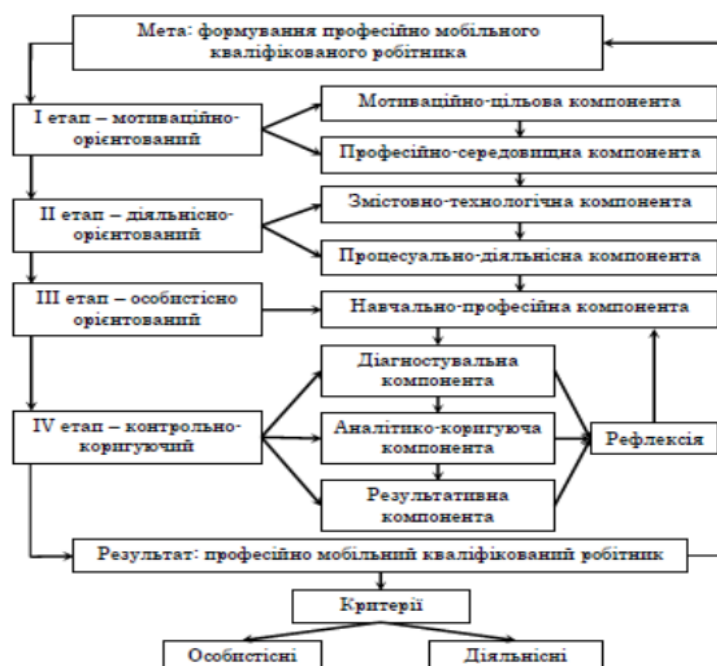 Мета: формування професійно мобільного
кваліфікованого робітника
І етап – мотиваційно-
орієнтований
Мотиваційно-цільова компонента
Професійно-середовищна компонента
ІІ етап – діяльнісно-
орієнтований
Змістовно-технологічна компонента
Процесуально-діяльнісна компонента
ІІІ етап – особистісно
орієнтований
Навчально-професійна компонента
IV етап – контрольно-
коригуючий
Діагностувальна
компонента
Аналітико-коригуюча
компонента
Результативна
компонента
Рефлексія
Результат: професійно мобільний кваліфікований робітник
Критерії
Особистісні
Діяльнісні